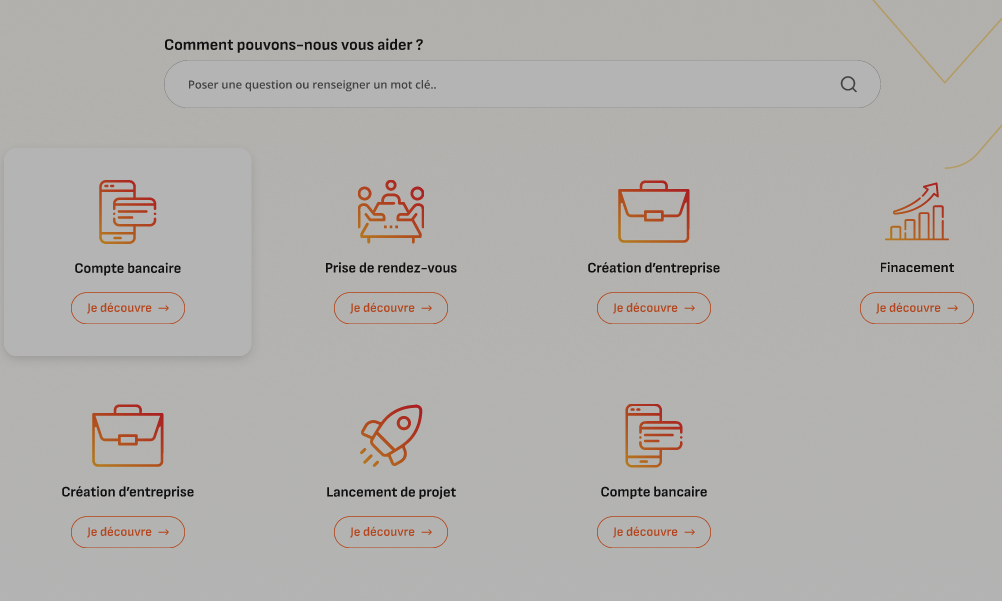 Comment pouvons-nous vous aider ?
Poser une question ou renseigner un mot clé..
Compte bancaire
Prise de rendez-vous
Création d'entreprise
Finacement
Je découvre →
Je découvre →
Je découvre →
Je découvre →
Création d'entreprise
Lancement de projet
Compte bancaire
Je découvre →
Je découvre →
Je découvre →